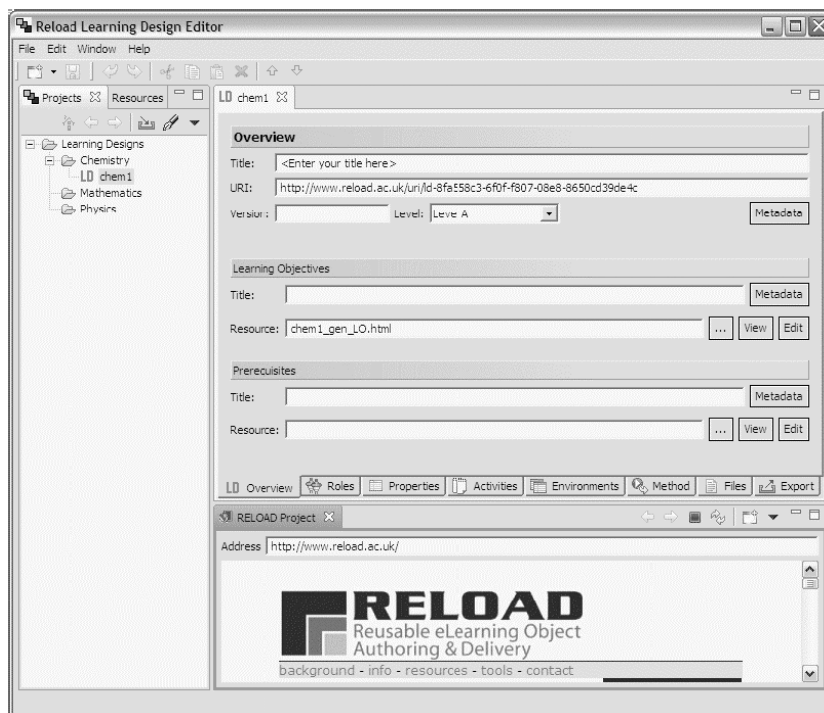 Reload Learning Design Editor
File Edit Window Help
Projects Resources
Learning Designs
Chemistry
LD chem1
Mathematics
Physics
LD chem1
Overview
Title: <Enter your title here>
URI: http://www.reload.ac.uk/uri/ld-8fa558c3-6f0f-f807-08e8-8650cd39de4c
Version: Level: Level A Metadata
Learning Objectives
Title: Metadata
Resource: chem1_gen_LO.html ... View Edit
Prerequisites
Title: Metadata
Resource: ... View Edit
LD Overview Roles Properties Activities Environments Method Files Export
RELOAD Project
Address http://www.reload.ac.uk/
RELOAD
Reusable eLearning Object
Authoring & Delivery
background - info - resources - tools - contact